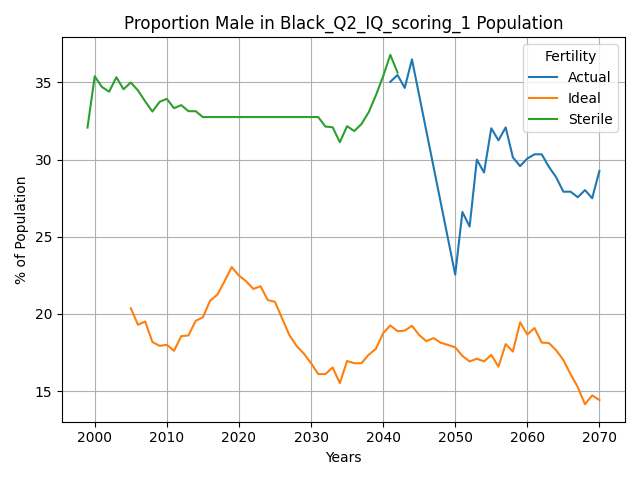 Proportion Male in Black_Q2_IQ_scoring_1 Population
Fertility
Actual
Ideal
Sterile
% of Population
35
30
25
20
15
2000
2010
2020
2030
2040
2050
2060
2070
Years